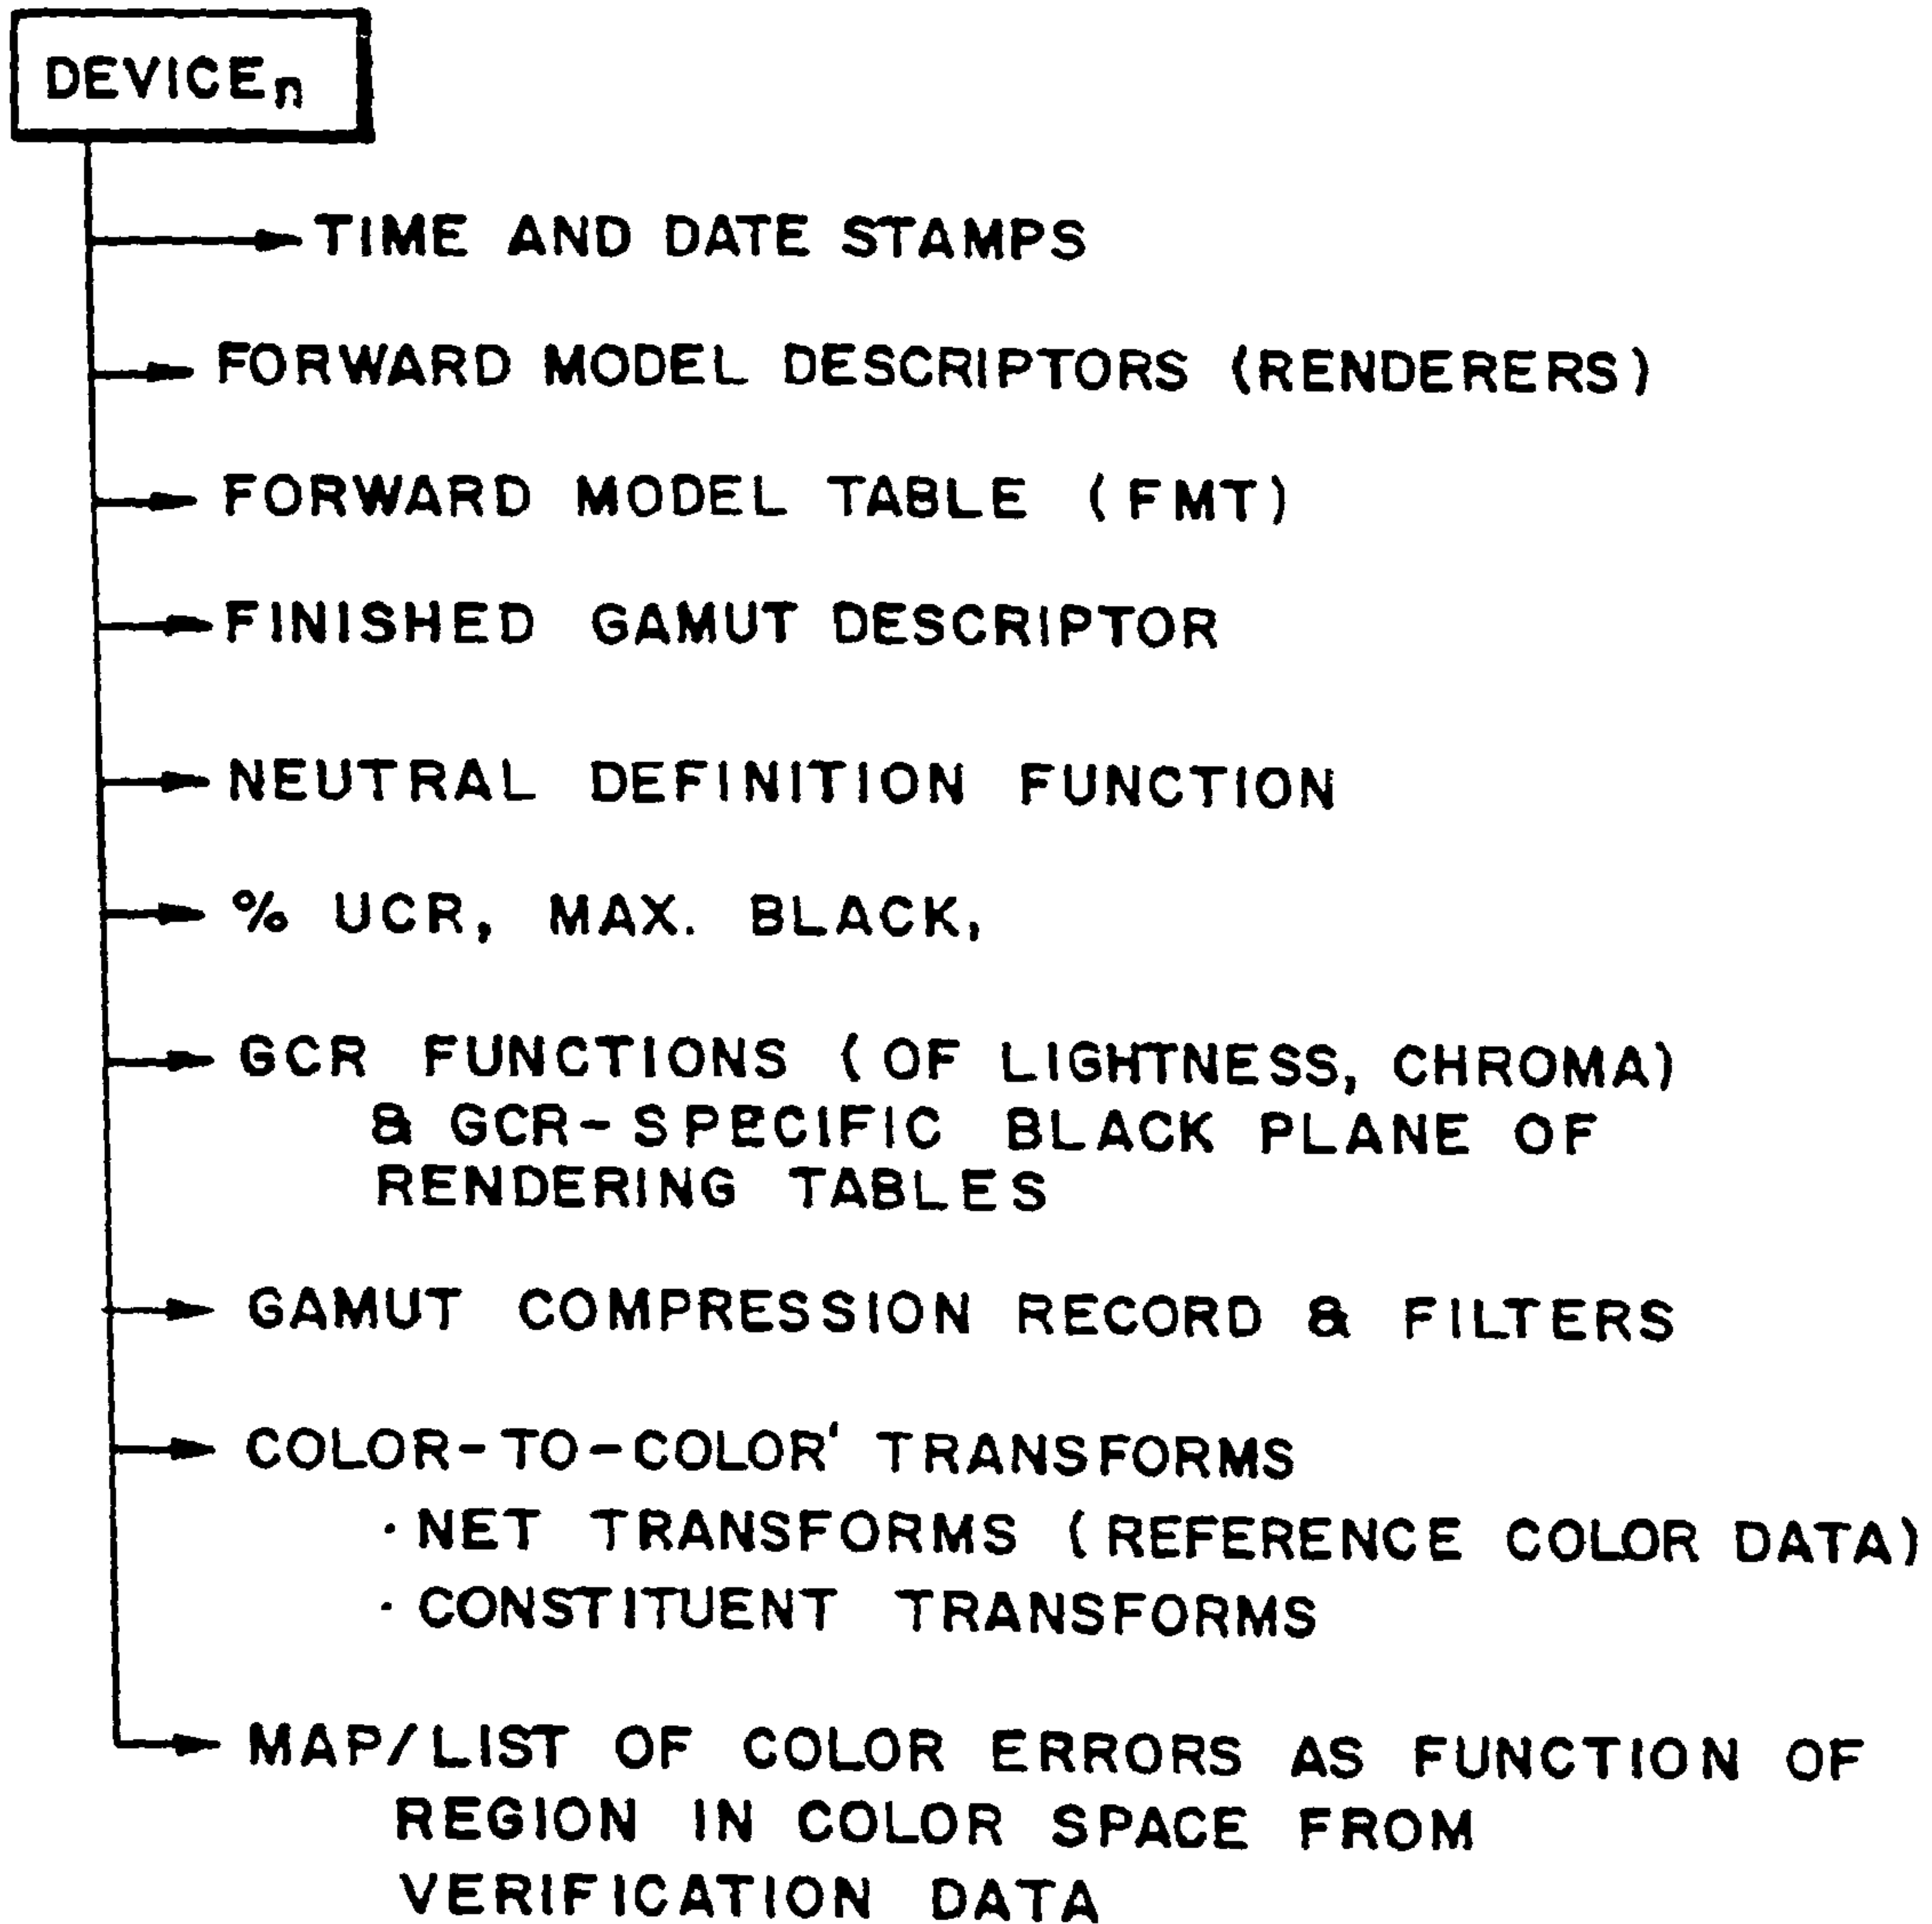 DEVICEn
TIME AND DATE STAMPS
FORWARD MODEL DESCRIPTORS (RENDERERS)
FORWARD MODEL TABLE (FMT)
FINISHED GAMUT DESCRIPTOR
NEUTRAL DEFINITION FUNCTION
% UCR, MAX. BLACK,
GCR FUNCTIONS (OF LIGHTNESS, CHROMA)
& GCR-SPECIFIC BLACK PLANE OF
RENDERING TABLES
GAMUT COMPRESSION RECORD & FILTERS
COLOR-TO-COLOR' TRANSFORMS
· NET TRANSFORMS (REFERENCE COLOR DATA)
· CONSTITUENT TRANSFORMS
MAP/LIST OF COLOR ERRORS AS FUNCTION OF
REGION IN COLOR SPACE FROM
VERIFICATION DATA